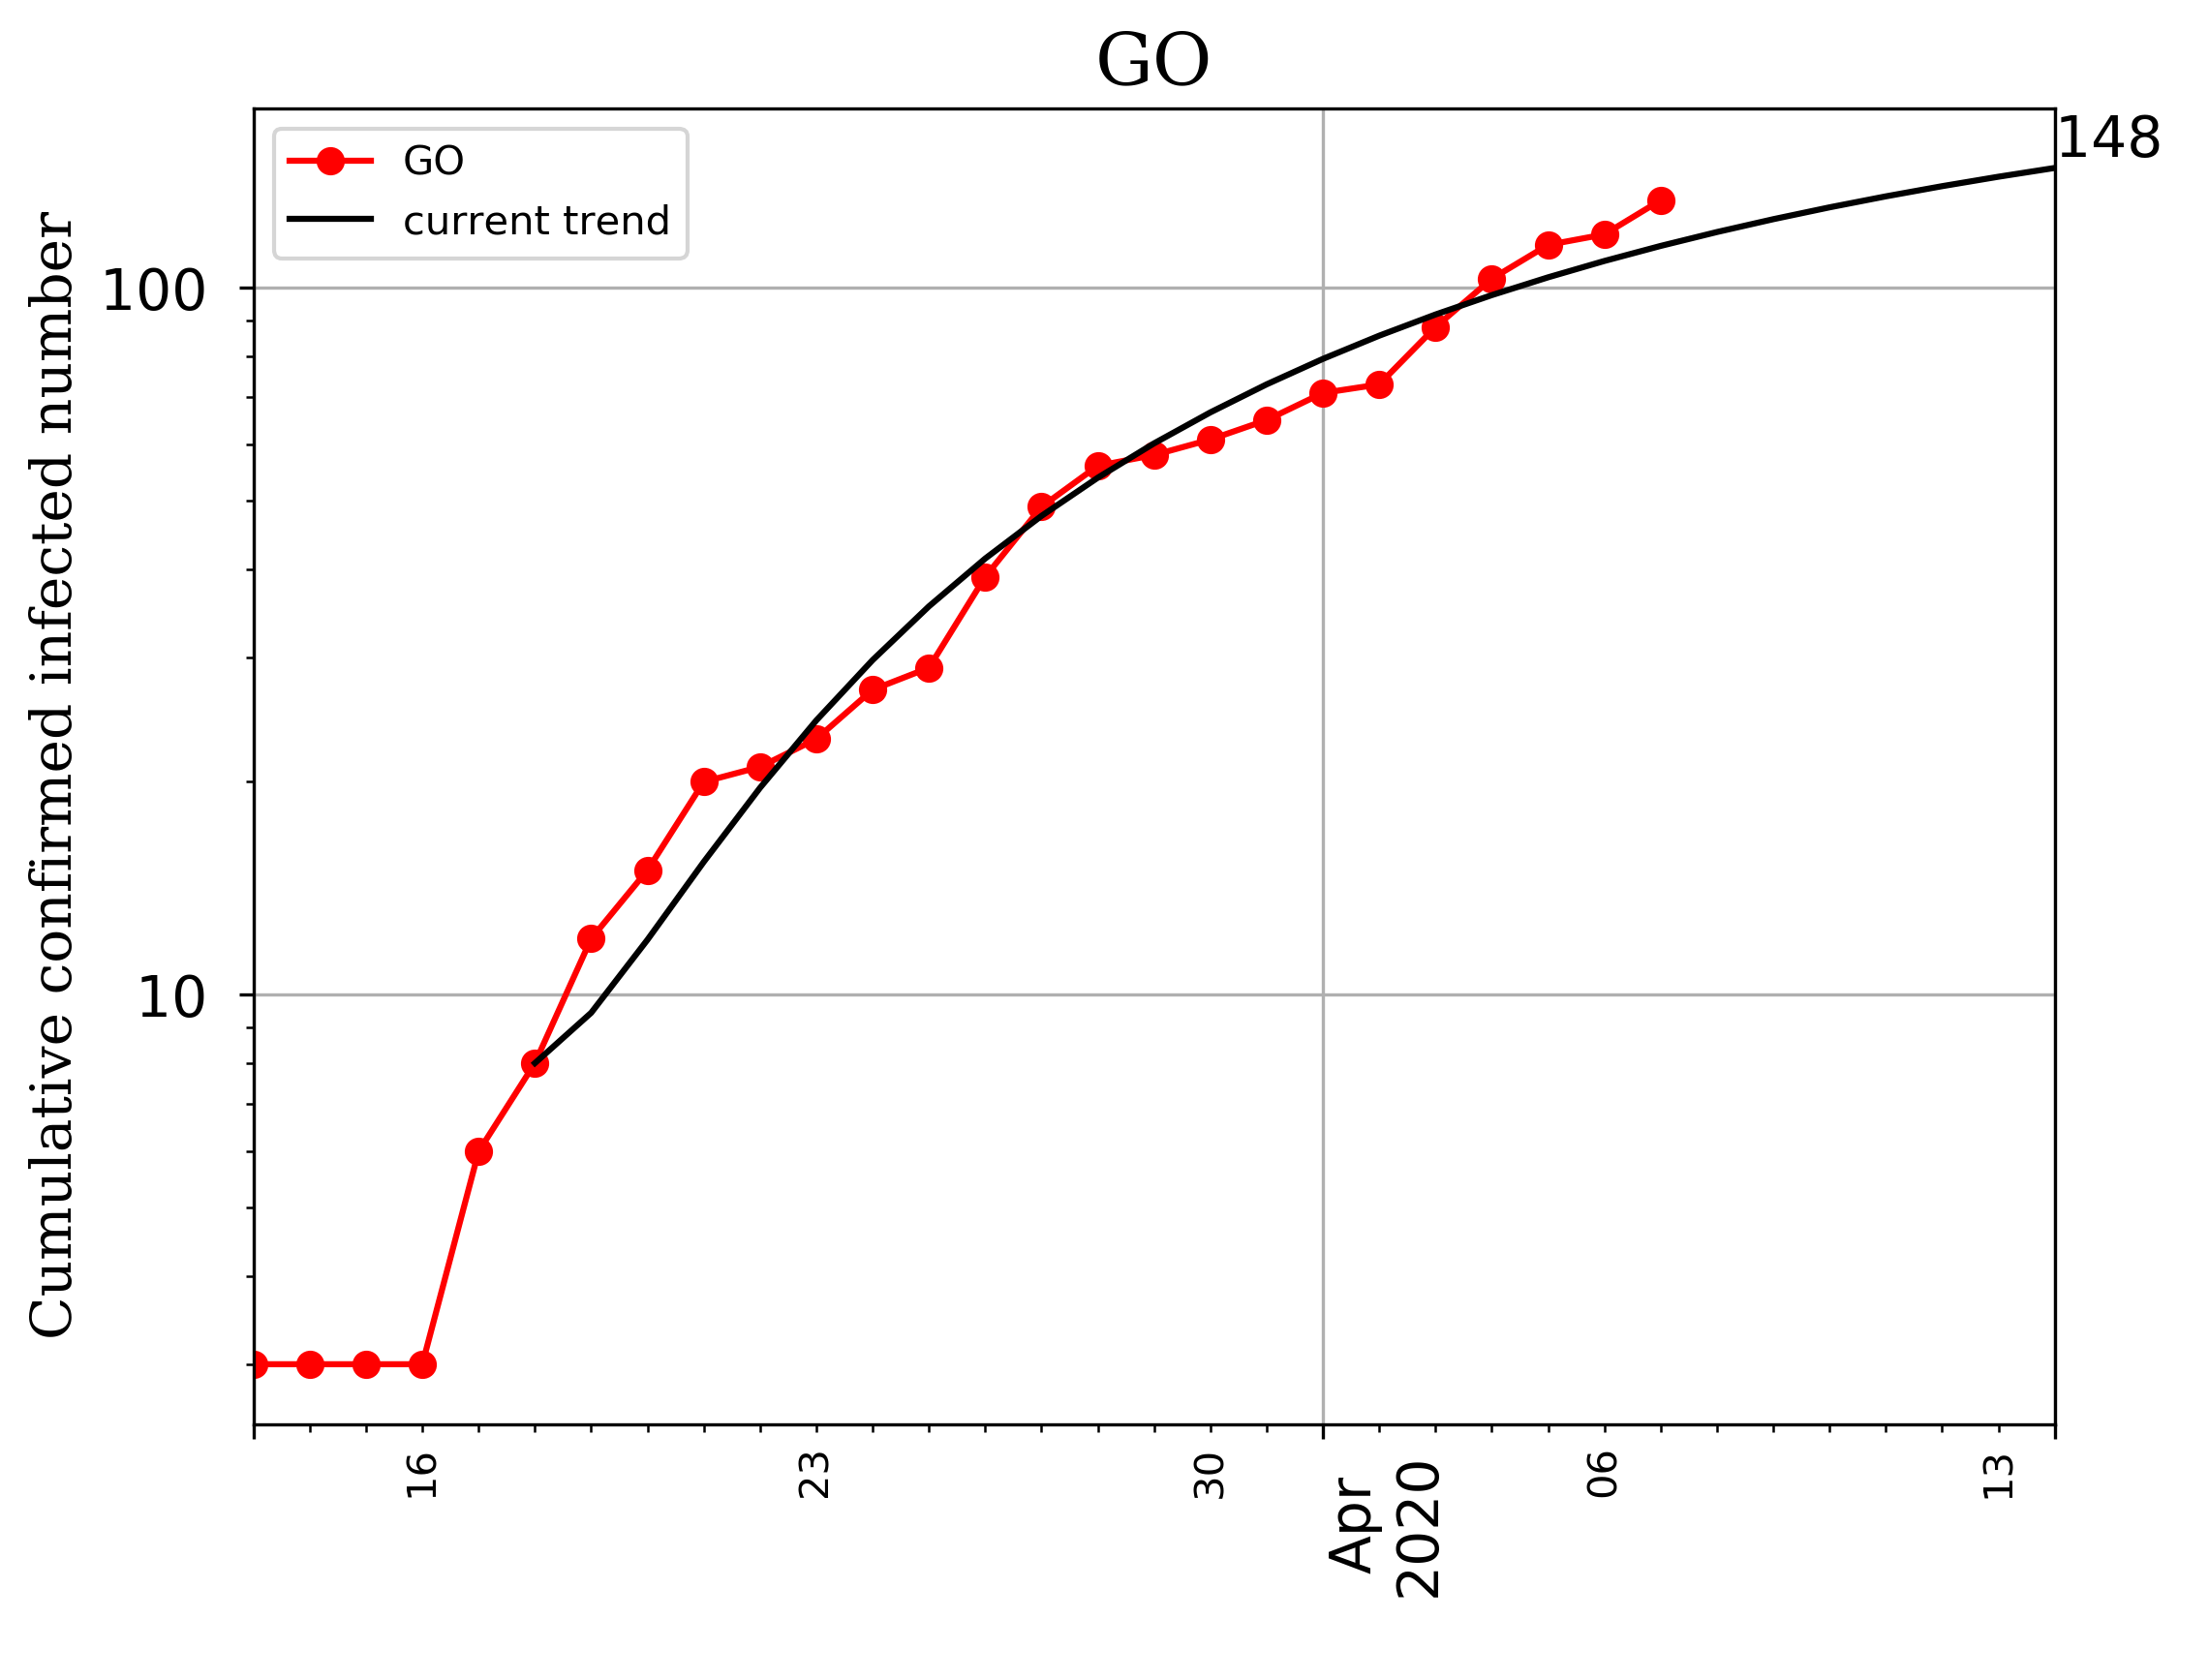 GO
148
GO
current trend
Cumulative confirmed infected number
100
10
16
23
30
Apr
2020
06
13